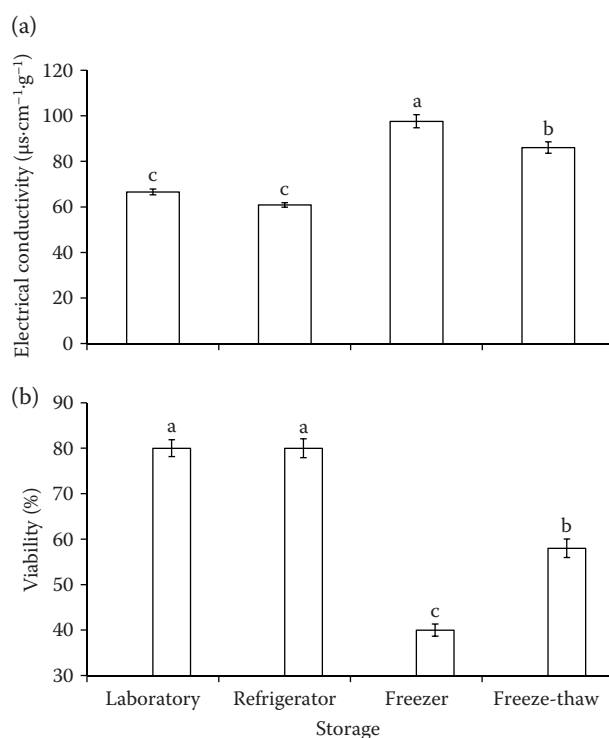 (a)
Electrical conductivity (µs·cm⁻¹·g⁻¹)
120
100
80
60
40
20
0
c
c
a
b
(b)
Viability (%)
90
80
70
60
50
40
30
a
a
c
b
Laboratory Refrigerator Freezer Freeze-thaw
Storage